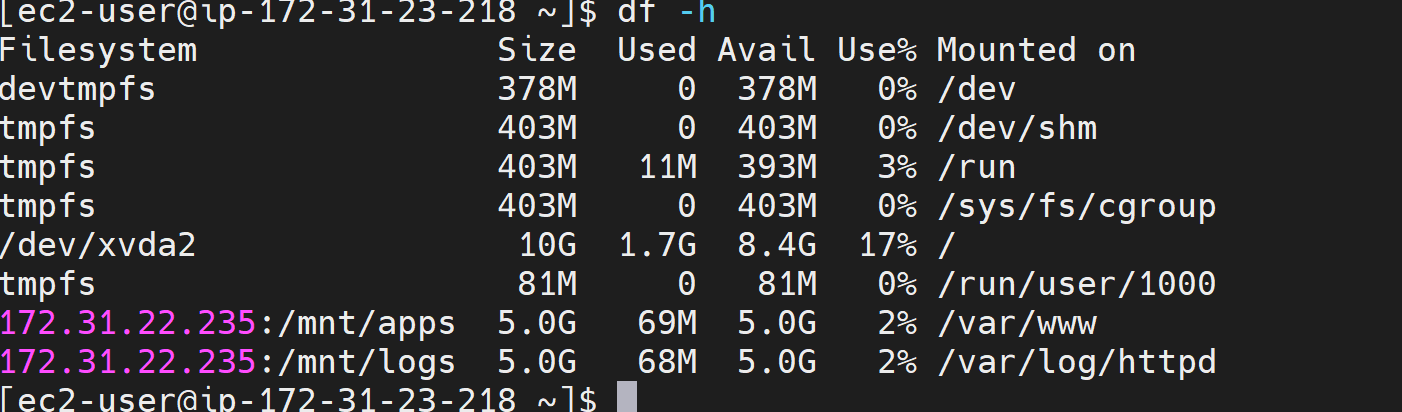 [ec2-user@ip-172-31-23-218 ~]$ df -h
Filesystem                 Size  Used Avail Use% Mounted on
devtmpfs                   378M     0  378M   0% /dev
tmpfs                      403M     0  403M   0% /dev/shm
tmpfs                      403M   11M  393M   3% /run
tmpfs                      403M     0  403M   0% /sys/fs/cgroup
/dev/xvda2                  10G  1.7G  8.4G  17% /
tmpfs                       81M     0   81M   0% /run/user/1000
172.31.22.235:/mnt/apps  5.0G   69M  5.0G   2% /var/www
172.31.22.235:/mnt/logs  5.0G   68M  5.0G   2% /var/log/httpd
[ec2-user@ip-172-31-23-218 ~]$